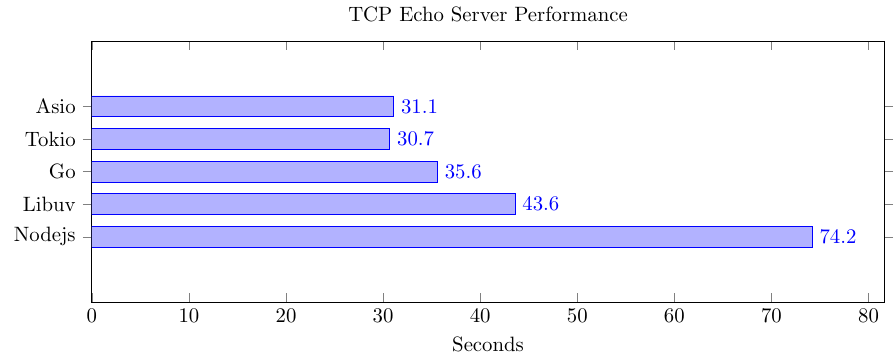 TCP Echo Server Performance
Asio 31.1
Tokio 30.7
Go 35.6
Libuv 43.6
Nodejs 74.2
0 10 20 30 40 50 60 70 80
Seconds